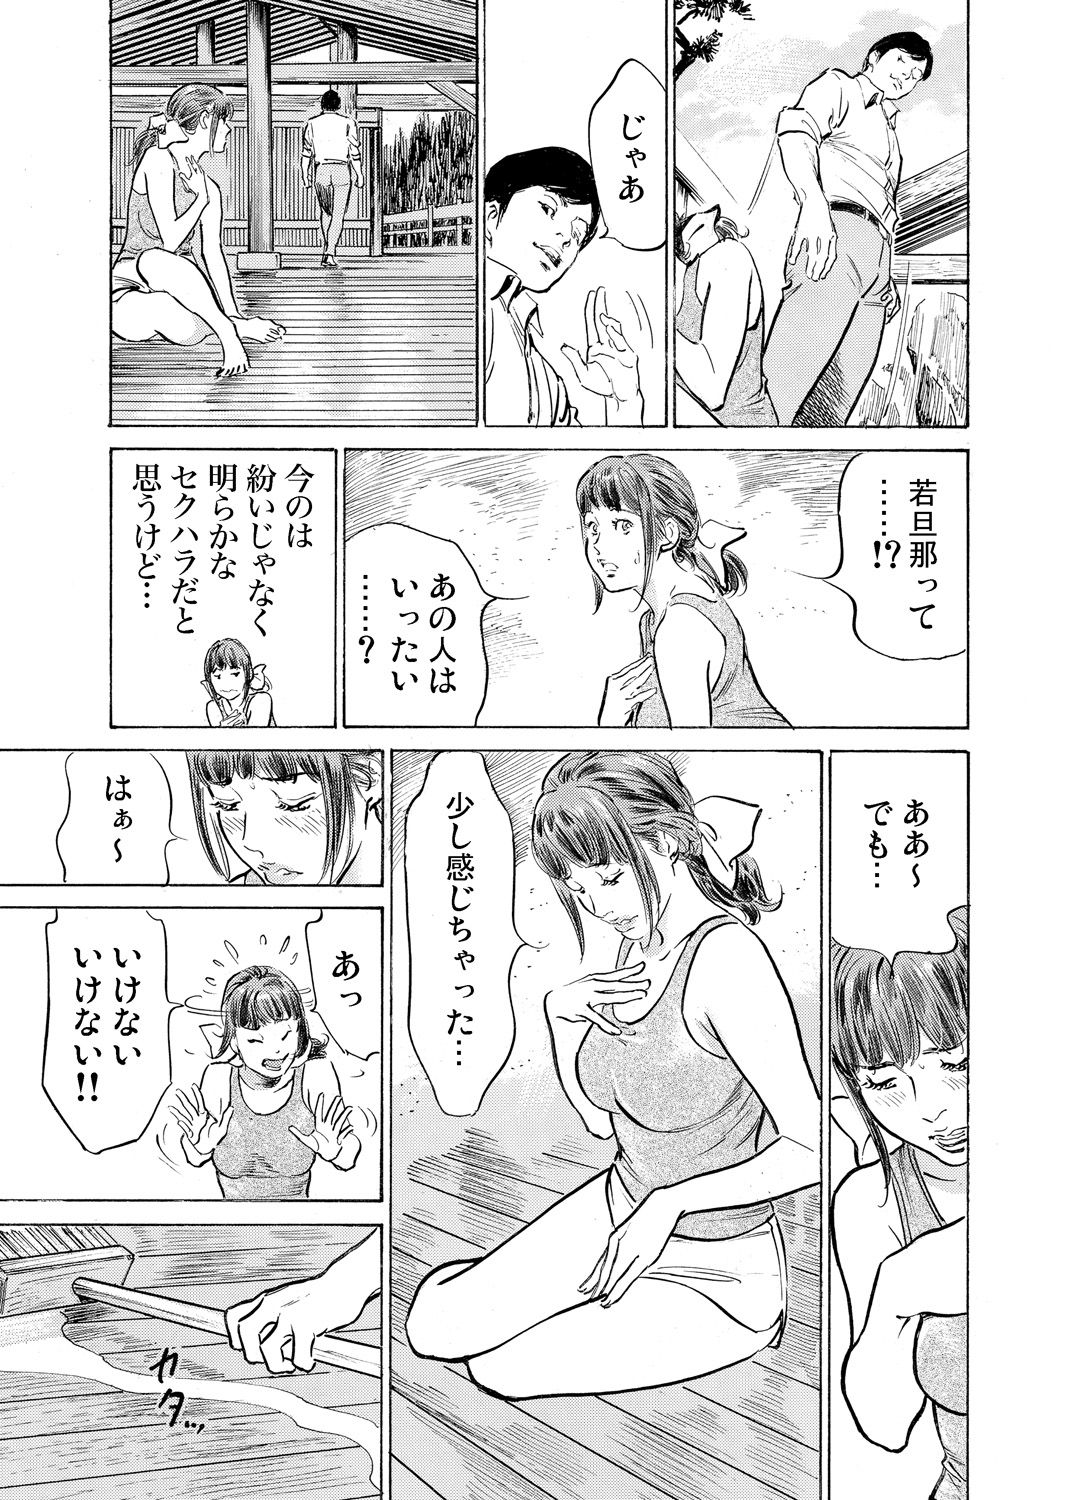 じゃあ
若旦那って
……!?
あの人は
いったい
……?
今のは
紛いじゃなく
明らかな
セクハラだと
思うけど…
ああ～
でも…
少し感じちゃった…
はぁ～
あっ
いけない
いけない!!
カタ…